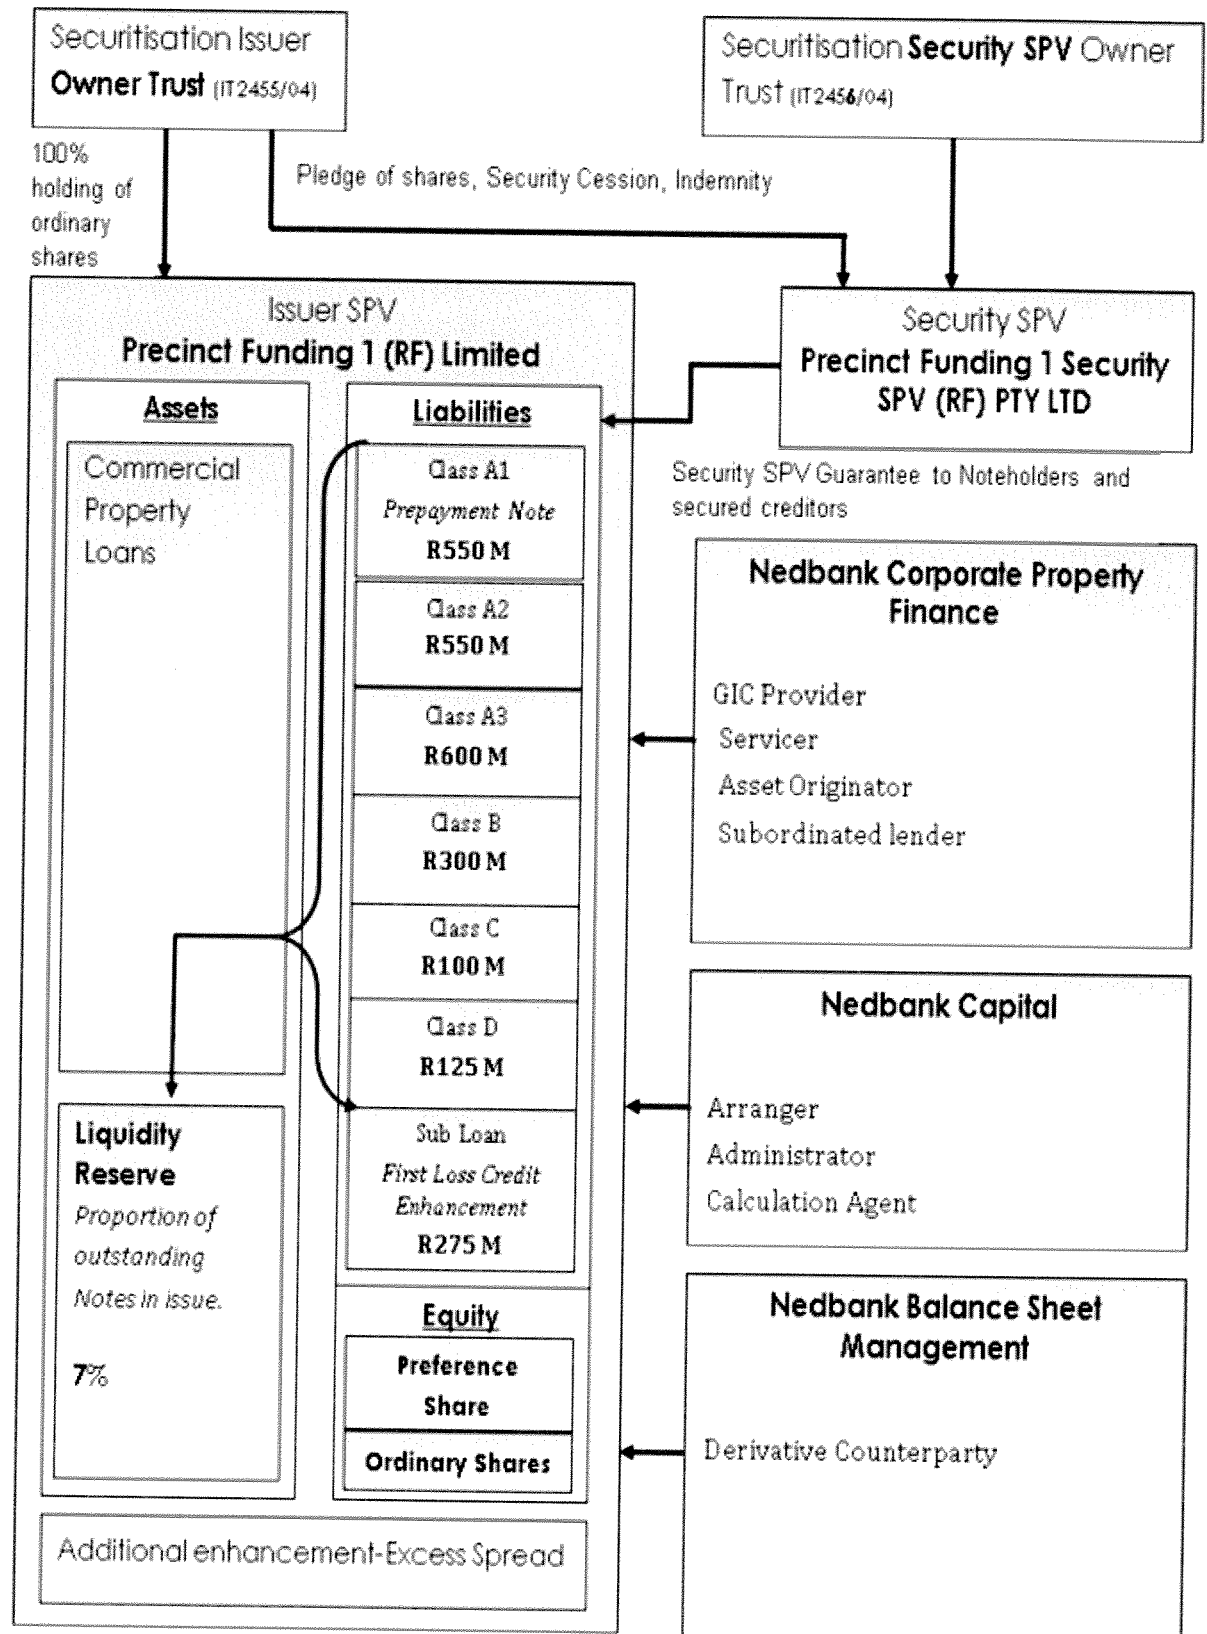 Securitisation Issuer
Owner Trust (IT2455/04)
Securitisation Security SPV Owner
Trust (IT2456/04)
100%
holding of
ordinary
shares
Pledge of shares, Security Cession, Indemnity
Issuer SPV
Precinct Funding 1 (RF) Limited
Security SPV
Precinct Funding 1 Security
SPV (RF) PTY LTD
Security SPV Guarantee to Noteholders and
secured creditors
Assets
Commercial
Property
Loans
Liquidity
Reserve
Proportion of
outstanding
Notes in issue.
7%
Liabilities
Class A1
Prepayment Note
R550 M
Class A2
R550 M
Class A3
R600 M
Class B
R300 M
Class C
R100 M
Class D
R125 M
Sub Loan
First Loss Credit
Enhancement
R275 M
Equity
Preference
Share
Ordinary Shares
Additional enhancement-Excess Spread
Nedbank Corporate Property
Finance
GIC Provider
Servicer
Asset Originator
Subordinated lender
Nedbank Capital
Arranger
Administrator
Calculation Agent
Nedbank Balance Sheet
Management
Derivative Counterparty